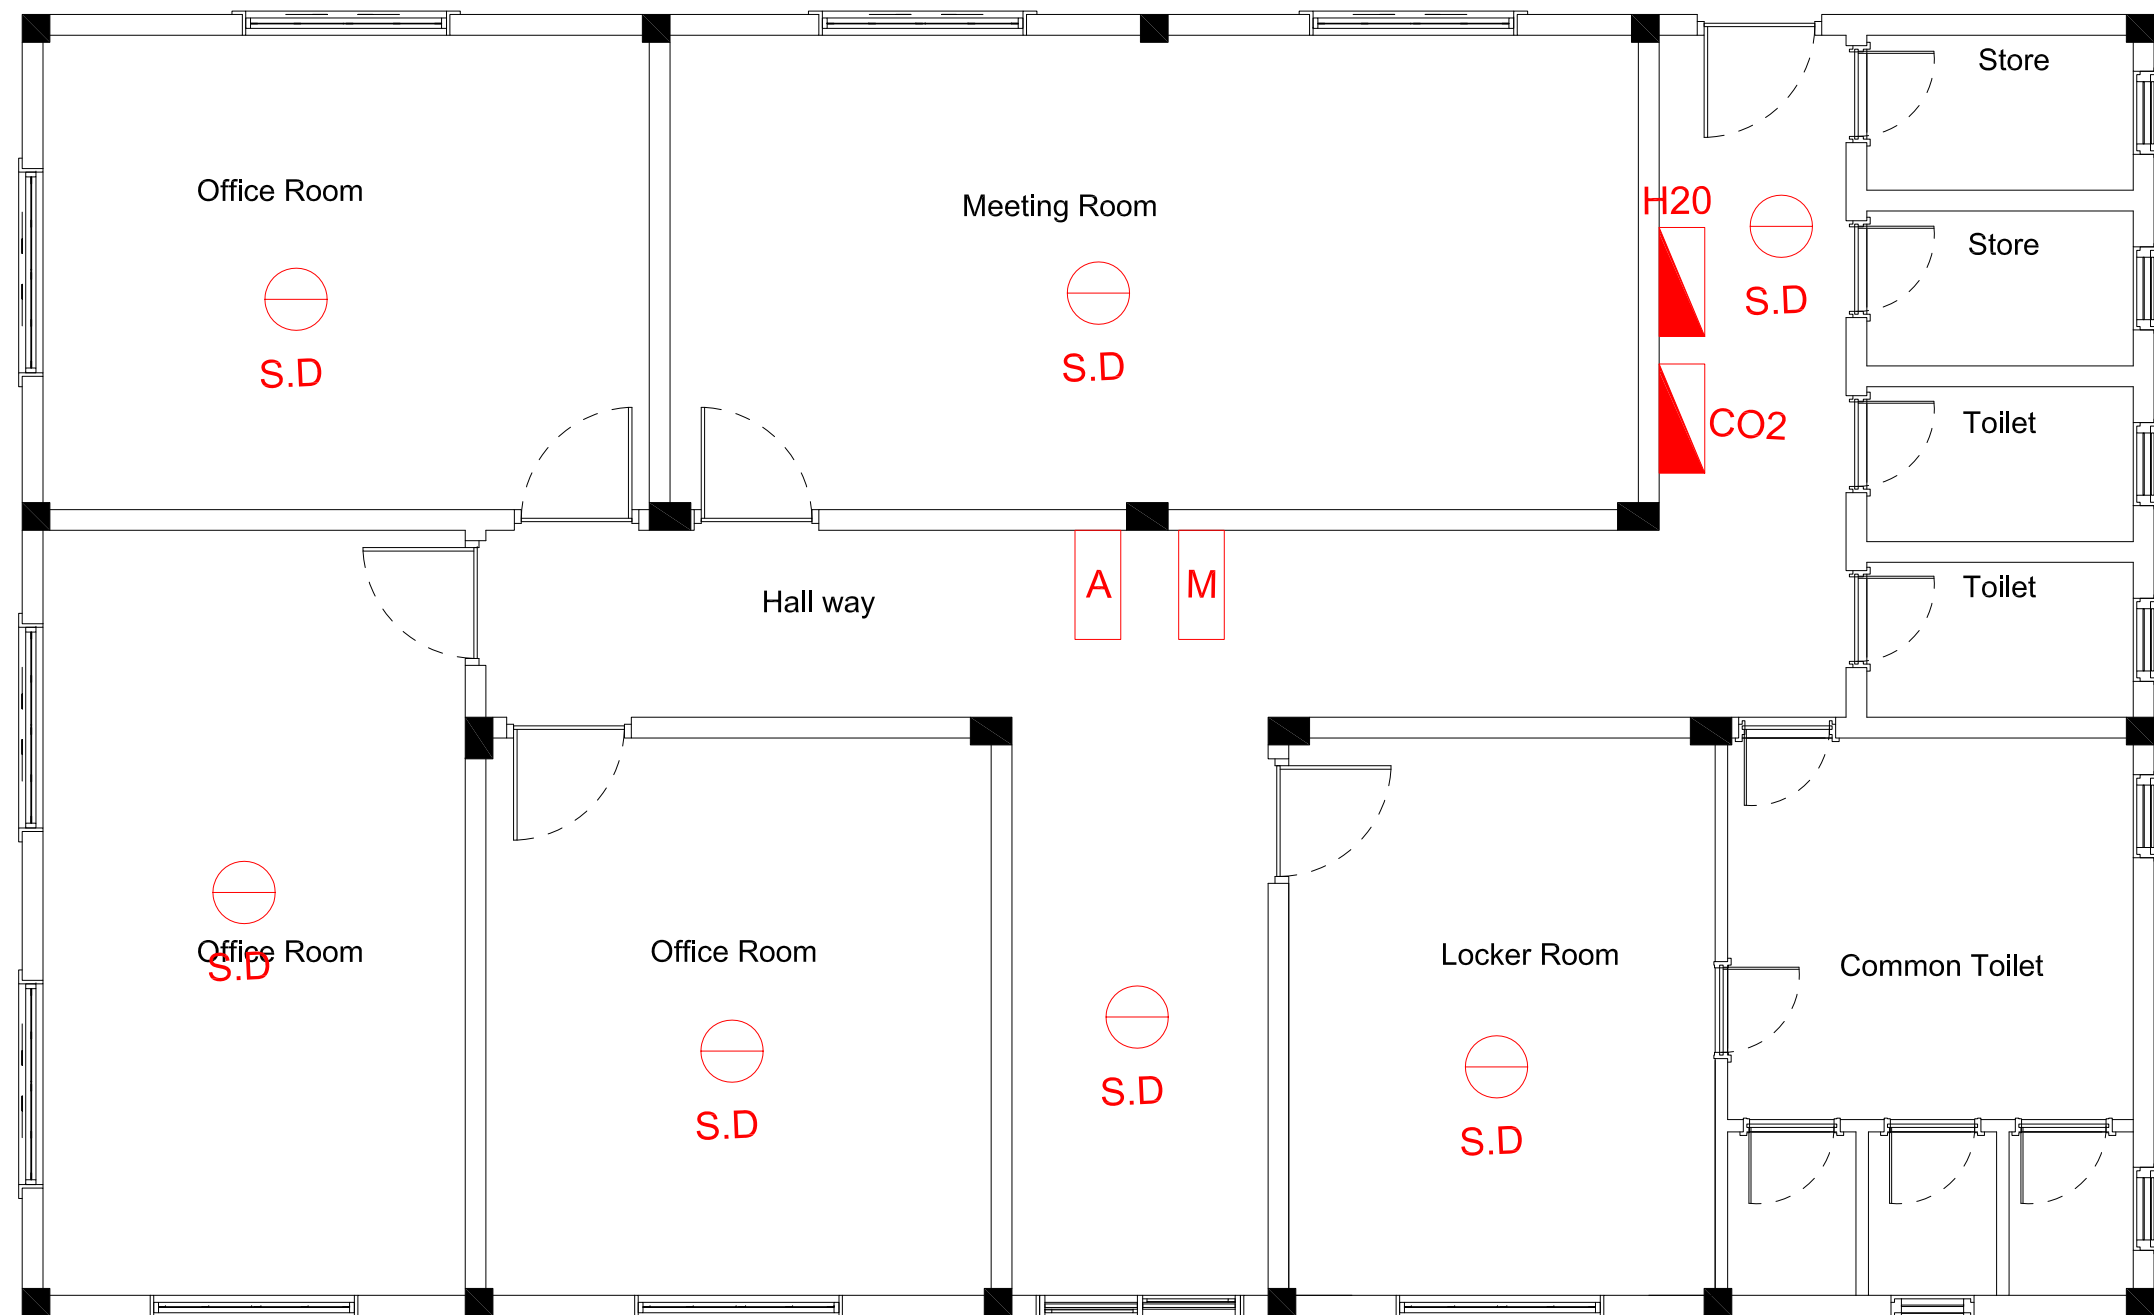 Store
Office Room
H20
Meeting Room
Store
S.D
S.D
S.D
Toilet
CO2
A
M
Toilet
Hall way
Office Room
S.D
Office Room
Locker Room
Common Toilet
S.D
S.D
S.D